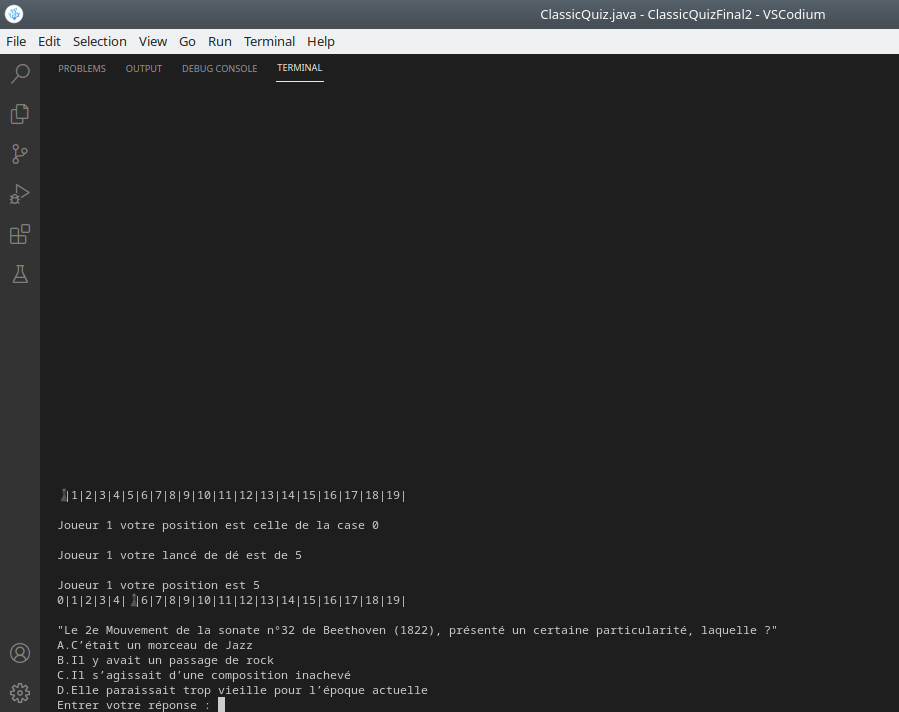 ClassicQuiz.java - ClassicQuizFinal2 - VSCodium
File Edit Selection View Go Run Terminal Help
PROBLEMS OUTPUT DEBUG CONSOLE TERMINAL
|1|2|3|4|5|6|7|8|9|10|11|12|13|14|15|16|17|18|19|
Joueur 1 votre position est celle de la case 0
Joueur 1 votre lancé de dé est de 5
Joueur 1 votre position est 5
0|1|2|3|4| |6|7|8|9|10|11|12|13|14|15|16|17|18|19|
"Le 2e Mouvement de la sonate n°32 de Beethoven (1822), présenté un certaine particularité, laquelle ?"
A.C’était un morceau de Jazz
B.Il y avait un passage de rock
C.Il s’agissait d’une composition inachevé
D.Elle paraissait trop vieille pour l’époque actuelle
Entrer votre réponse :